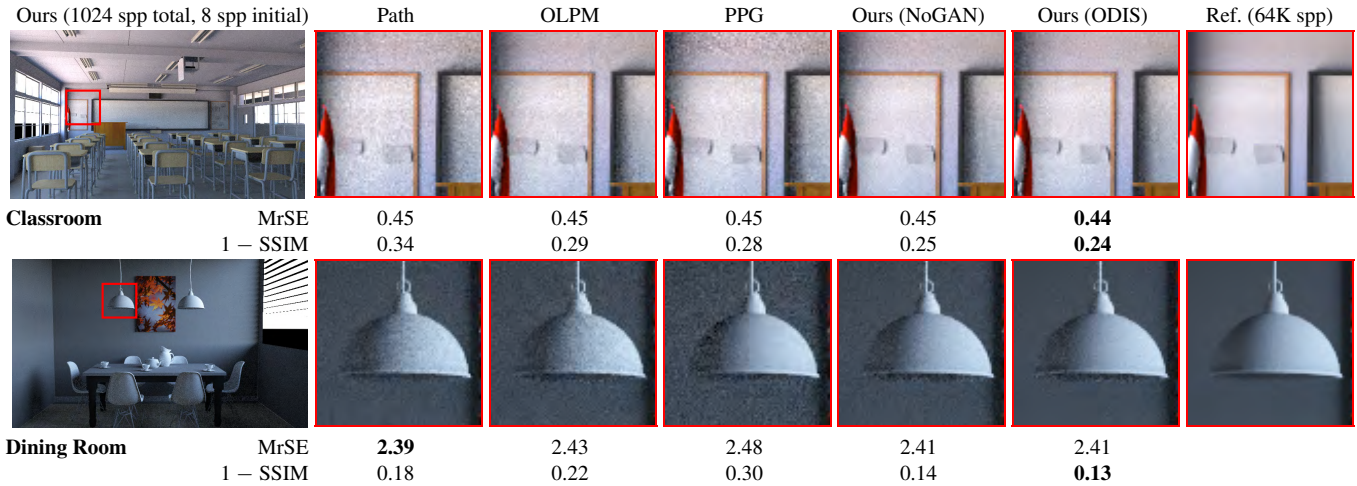 Ours (1024 spp total, 8 spp initial) Path OLPM PPG Ours (NoGAN) Ours (ODIS) Ref. (64K spp)
Classroom MrSE 0.45 0.45 0.45 0.45 0.44
1 − SSIM 0.34 0.29 0.28 0.25 0.24
Dining Room MrSE 2.39 2.43 2.48 2.41 2.41
1 − SSIM 0.18 0.22 0.30 0.14 0.13